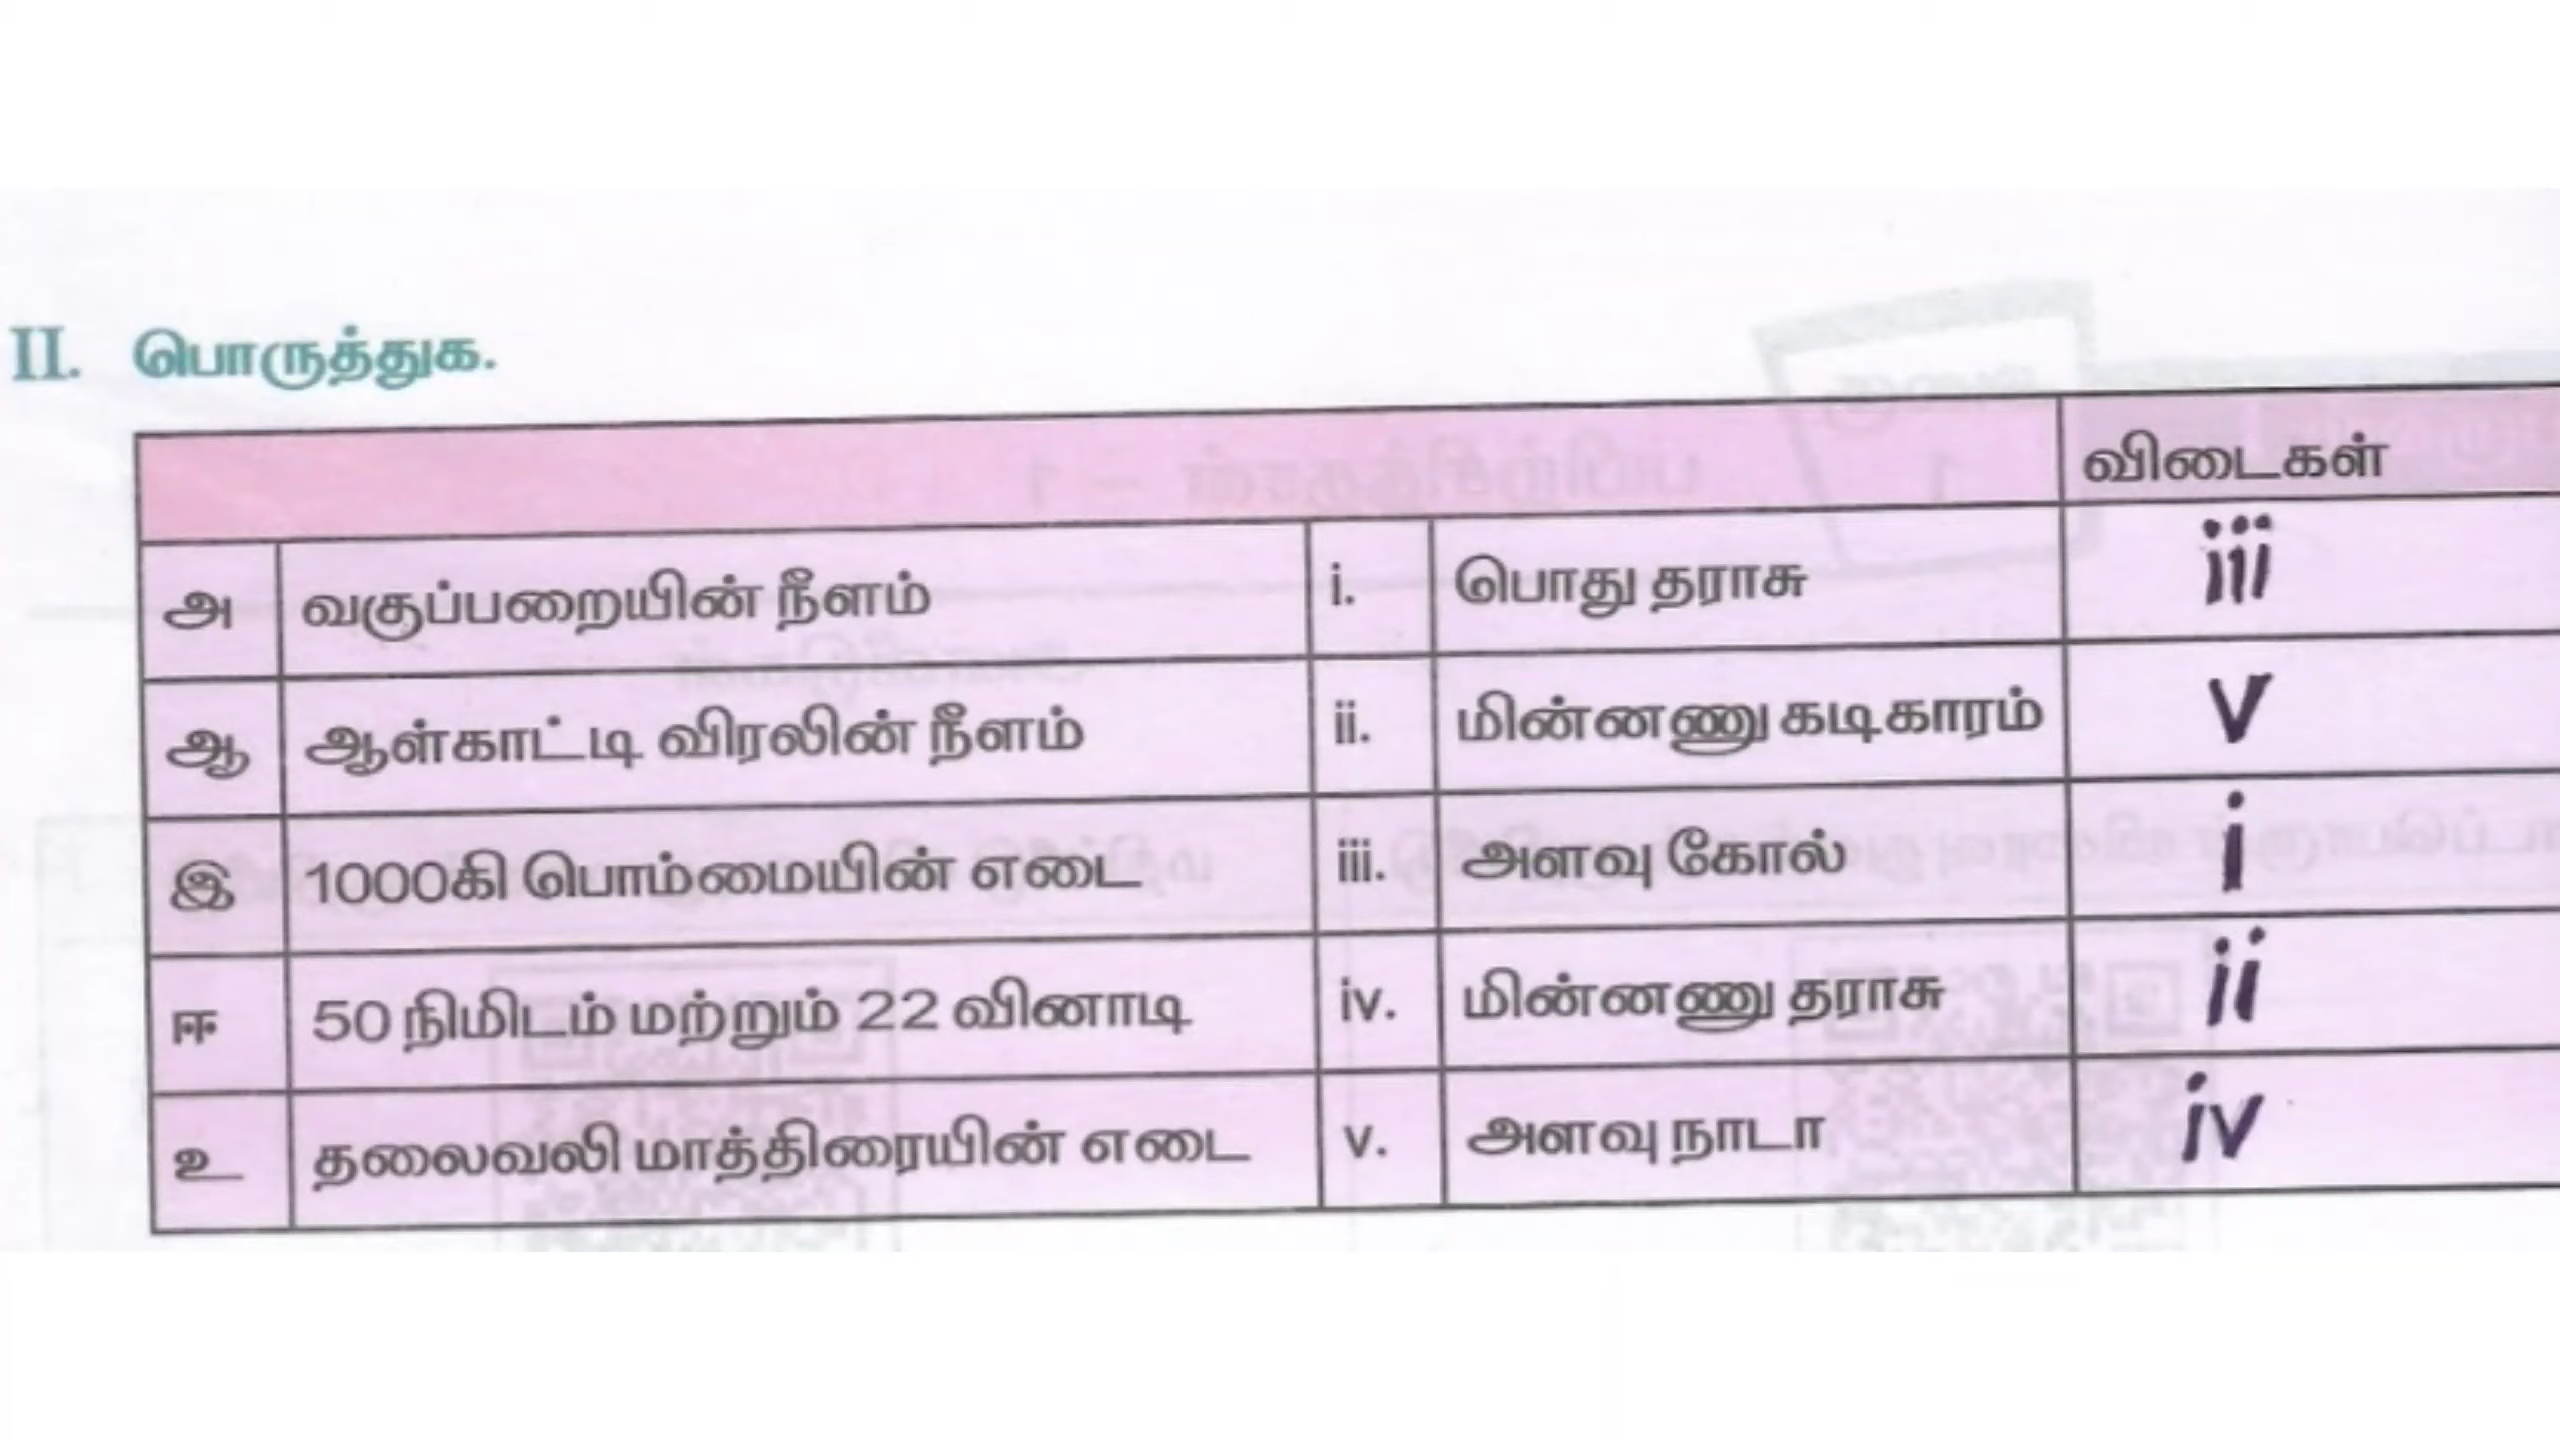 II. பொருத்துக.
விடைகள்
அ வகுப்பறையின் நீளம் i. பொது தராசு iii
ஆ ஆள்காட்டி விரலின் நீளம் ii. மின்னணு கடிகாரம் v
இ 1000கி பொம்மையின் எடை iii. அளவு கோல் i
ஈ 50 நிமிடம் மற்றும் 22 வினாடி iv. மின்னணு தராசு ii
உ தலைவலி மாத்திரையின் எடை v. அளவு நாடா iv